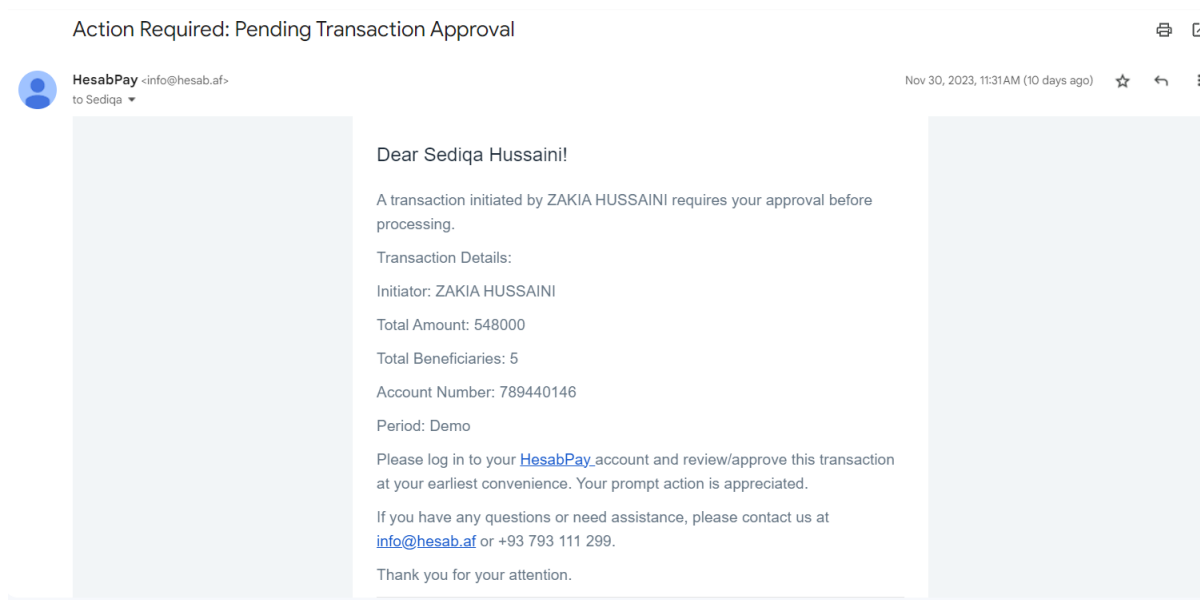 Action Required: Pending Transaction Approval
HesabPay <info@hesab.af>
Nov 30, 2023, 11:31 AM (10 days ago)
to Sediqa
Dear Sediqa Hussaini!
A transaction initiated by ZAKIA HUSSAINI requires your approval before
processing.
Transaction Details:
Initiator: ZAKIA HUSSAINI
Total Amount: 548000
Total Beneficiaries: 5
Account Number: 789440146
Period: Demo
Please log in to your HesabPay account and review/approve this transaction
at your earliest convenience. Your prompt action is appreciated.
If you have any questions or need assistance, please contact us at
info@hesab.af or +93 793 111 299.
Thank you for your attention.